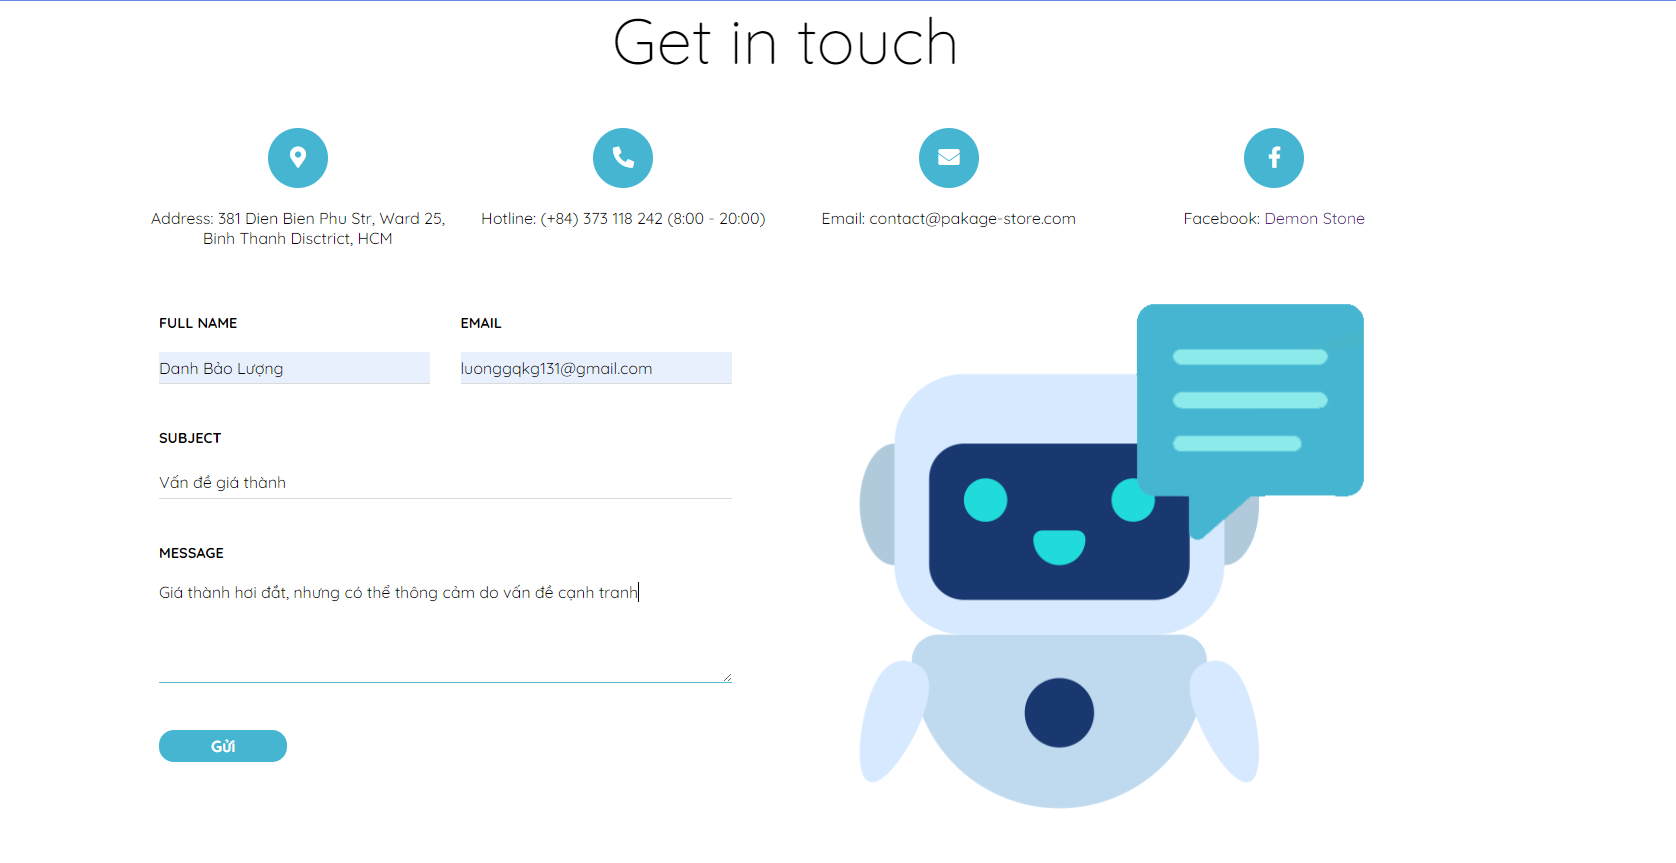 Get in touch
Address: 381 Dien Bien Phu Str, Ward 25,
Binh Thanh Disctrict, HCM
Hotline: (+84) 373 118 242 (8:00 - 20:00)
Email: contact@pakage-store.com
Facebook: Demon Stone
FULL NAME
EMAIL
Danh Bảo Lượng
luonggqkg131@gmail.com
SUBJECT
Vấn đề giá thành
MESSAGE
Giá thành hơi đắt, nhưng có thể thông cảm do vấn đề cạnh tranh
Gửi